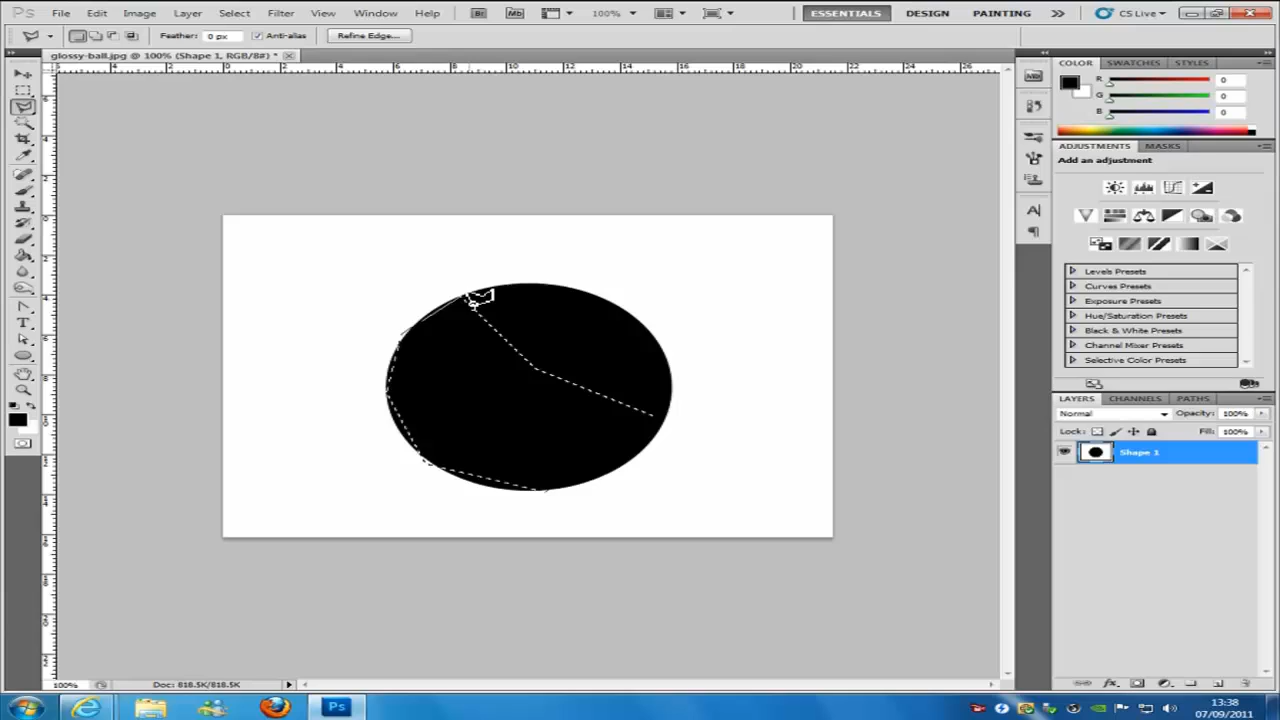 Ps File Edit Image Layer Select Filter View Window Help Br Mb 100% ESSENTIALS DESIGN PAINTING CS Live
Feather: 0 px Anti-alias Refine Edge...
glossy-ball.jpg @ 100% (Shape 1, RGB/8#) *
COLOR SWATCHES STYLES
R 0
G 0
B 0
ADJUSTMENTS MASKS
Add an adjustment
Levels Presets
Curves Presets
Exposure Presets
Hue/Saturation Presets
Black & White Presets
Channel Mixer Presets
Selective Color Presets
LAYERS CHANNELS PATHS
Normal Opacity: 100%
Lock: Fill: 100%
Shape 1
100% Doc: 818.5K/818.5K
Ps
13:38
07/09/2011